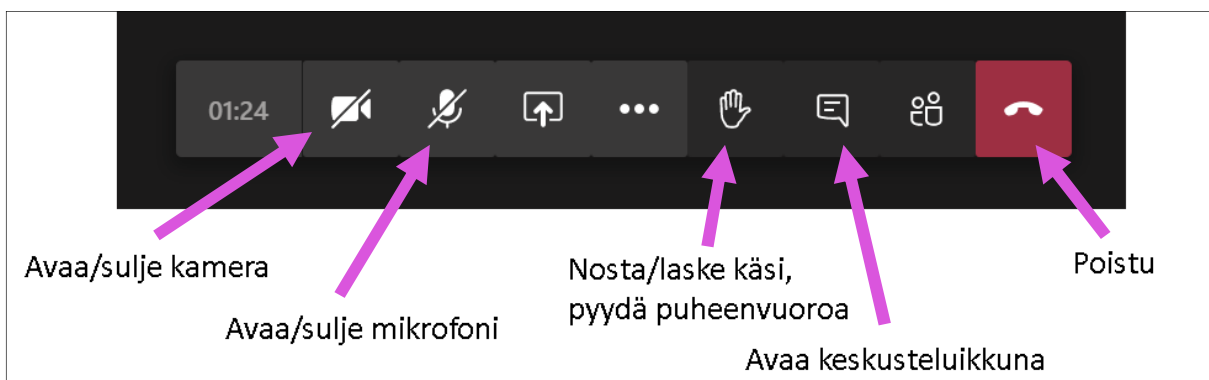 01:24
Avaa/sulje kamera
Avaa/sulje mikrofoni
Nosta/laske käsi,
pyydä puheenvuoroa
Avaa keskusteluikkuna
Poistu